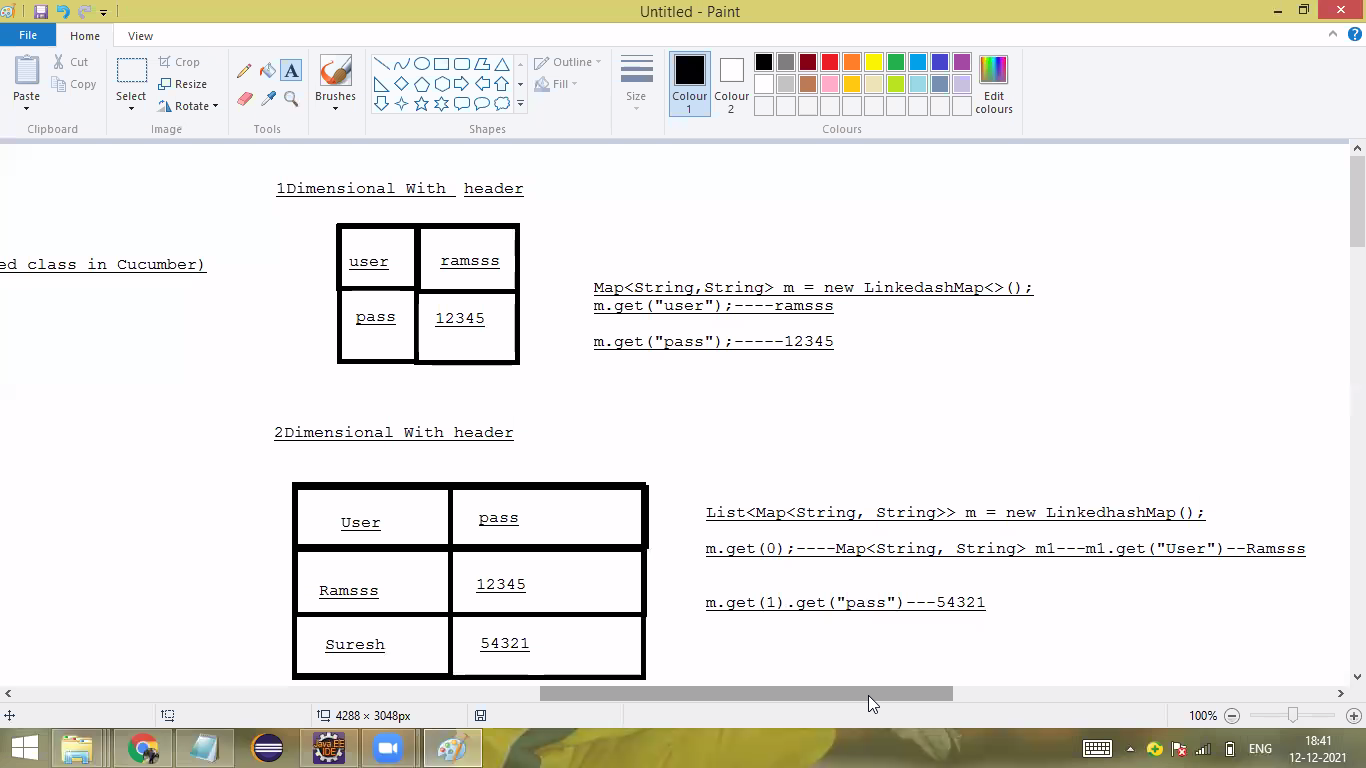 Untitled - Paint
File
Home
View
Paste
Cut
Copy
Clipboard
Select
Crop
Resize
Rotate
Image
A
Tools
Brushes
Outline
Fill
Shapes
Size
Colour 1
Colour 2
Edit colours
Colours
1Dimensional With header
ed class in Cucumber)
user
ramsss
pass
12345
Map<String,String> m = new LinkedashMap<>();
m.get("user");----ramsss
m.get("pass");-----12345
2Dimensional With header
User
pass
Ramsss
12345
Suresh
54321
List<Map<String, String>> m = new LinkedhashMap();
m.get(0);----Map<String, String> m1---m1.get("User")--Ramsss
m.get(1).get("pass")---54321
4288 × 3048px
100%
Java EE
IDE
ENG
18:41
12-12-2021